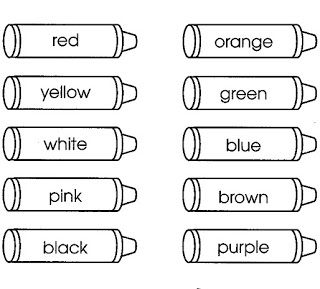 red
orange
yellow
green
white
blue
pink
brown
black
purple